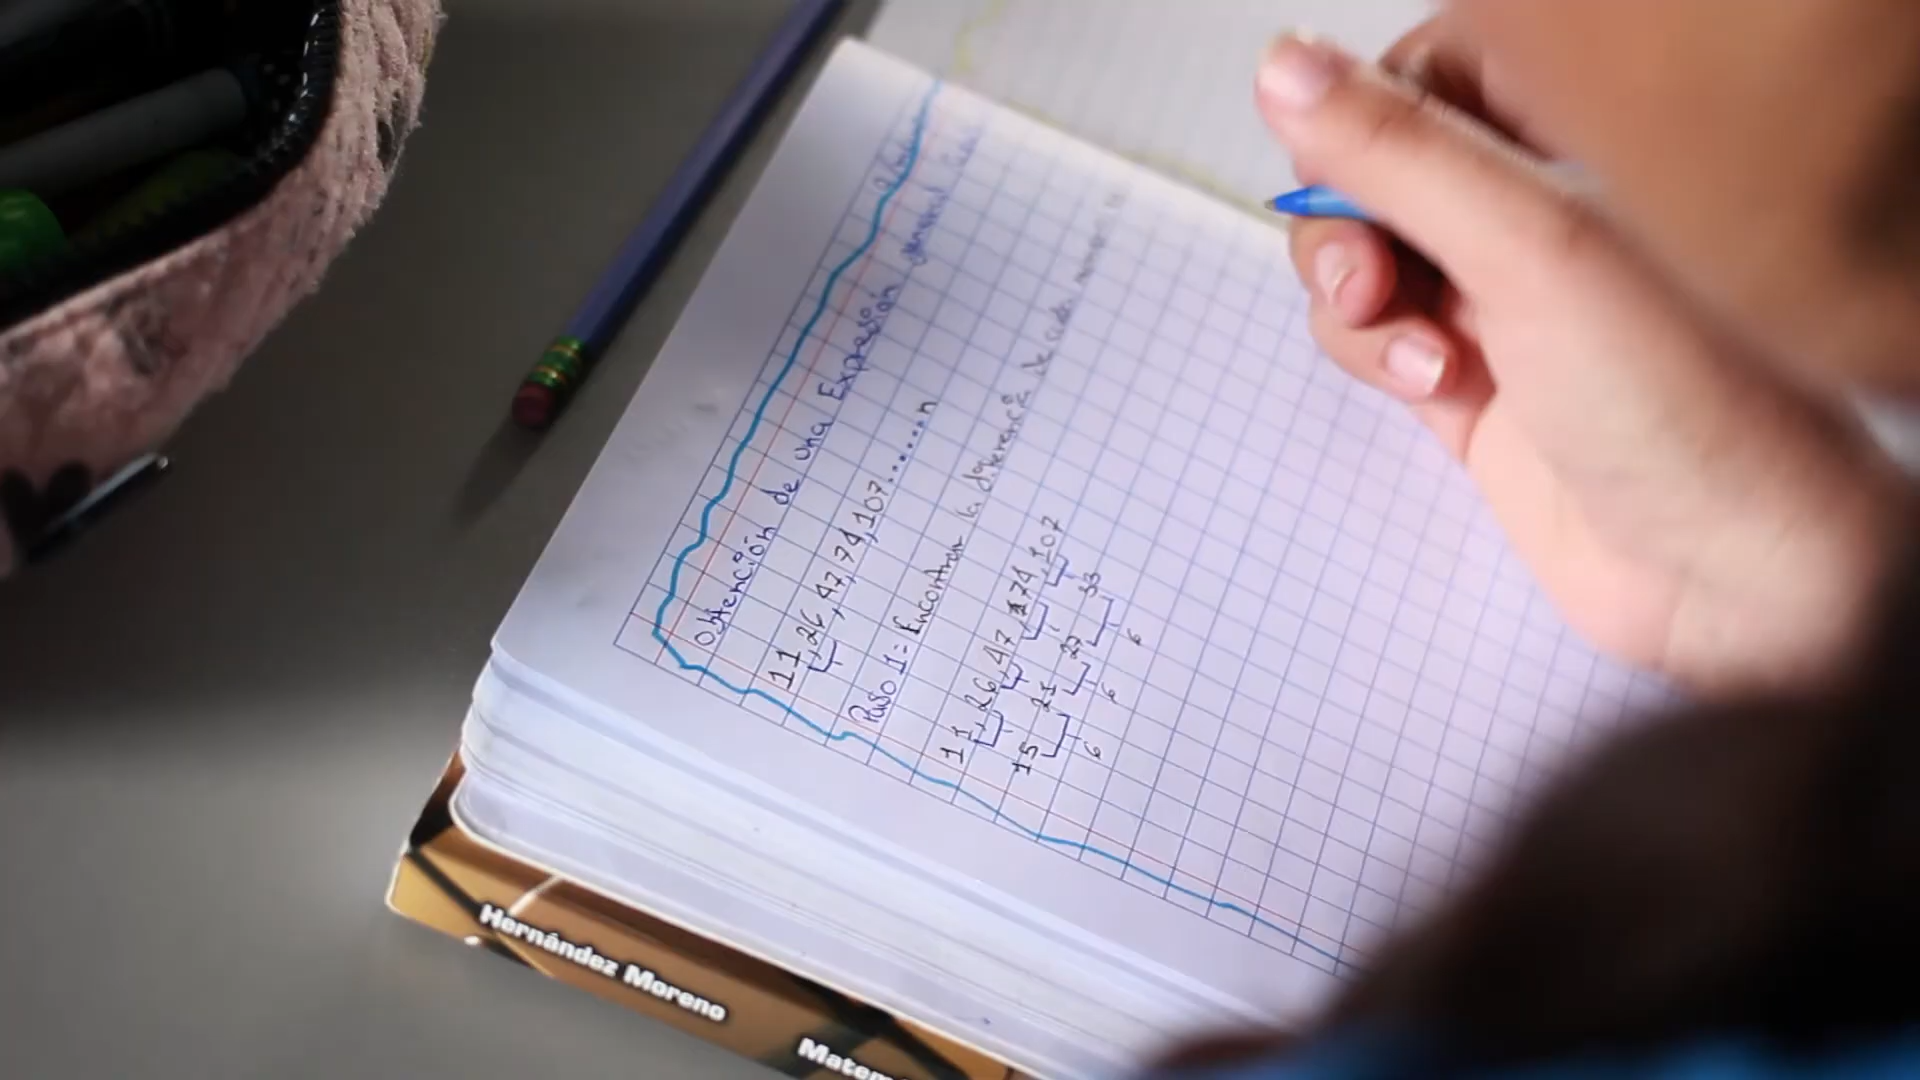 Obtención de una Expresión general
11, 26, 47, 74, 107.......n
Paso 1= Encontrar la diferencia de cada
11, 26, 47, 74, 107
15 21 27 33
6 6 6
Hernández Moreno